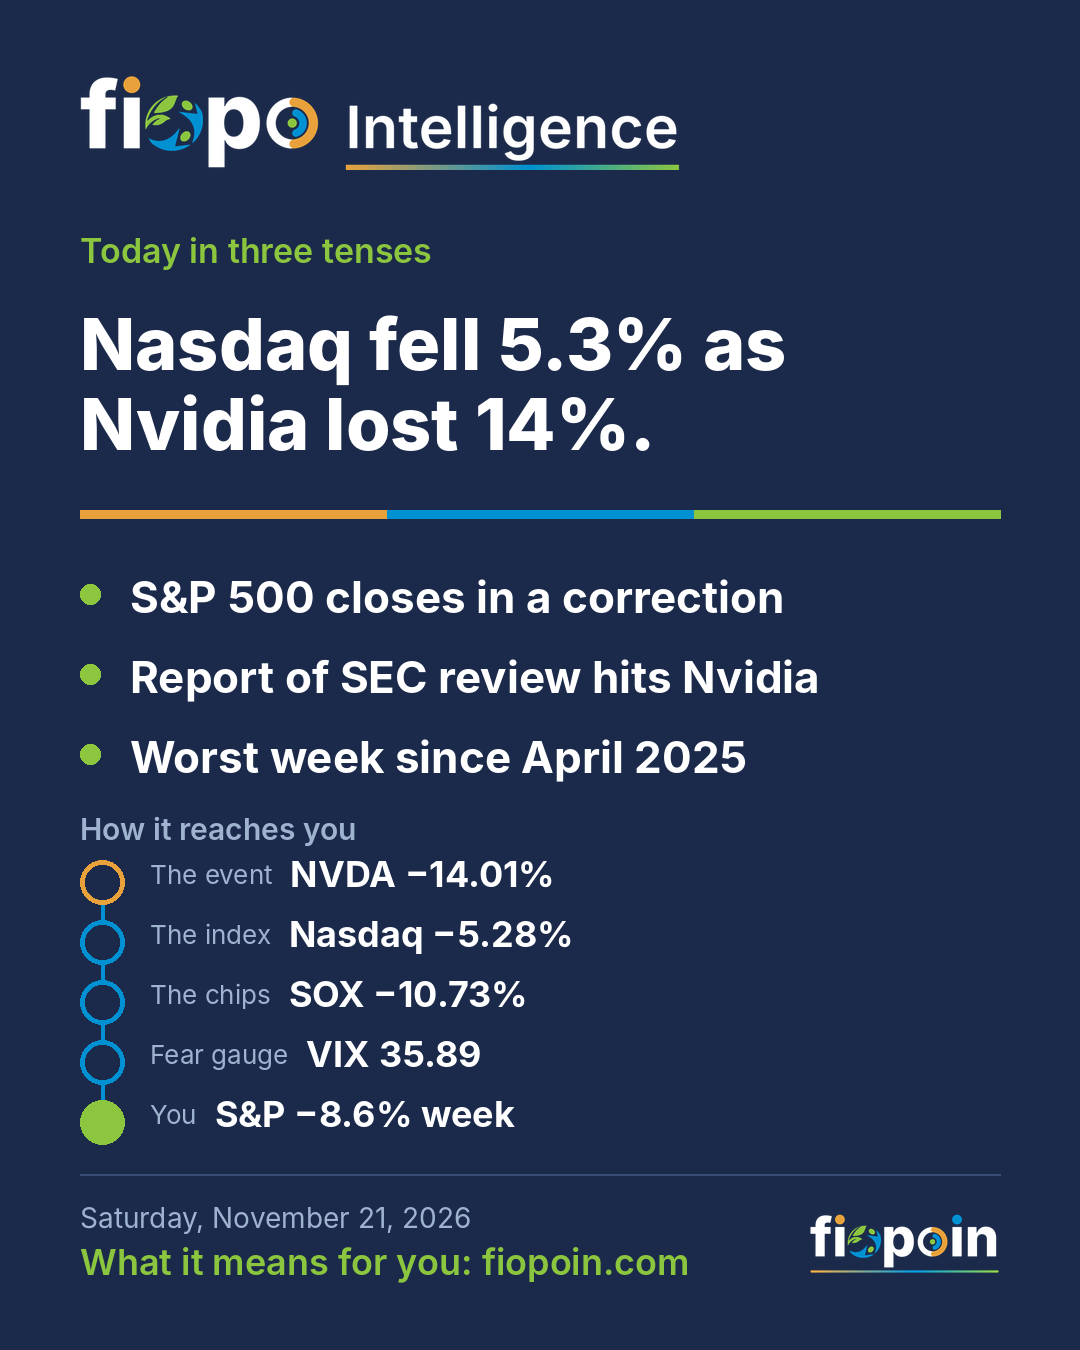 fiopo Intelligence
Today in three tenses
Nasdaq fell 5.3% as
Nvidia lost 14%.
S&P 500 closes in a correction
Report of SEC review hits Nvidia
Worst week since April 2025
How it reaches you
The event NVDA −14.01%
The index Nasdaq −5.28%
The chips SOX −10.73%
Fear gauge VIX 35.89
You S&P −8.6% week
Saturday, November 21, 2026
What it means for you: fiopoin.com
fiopoin